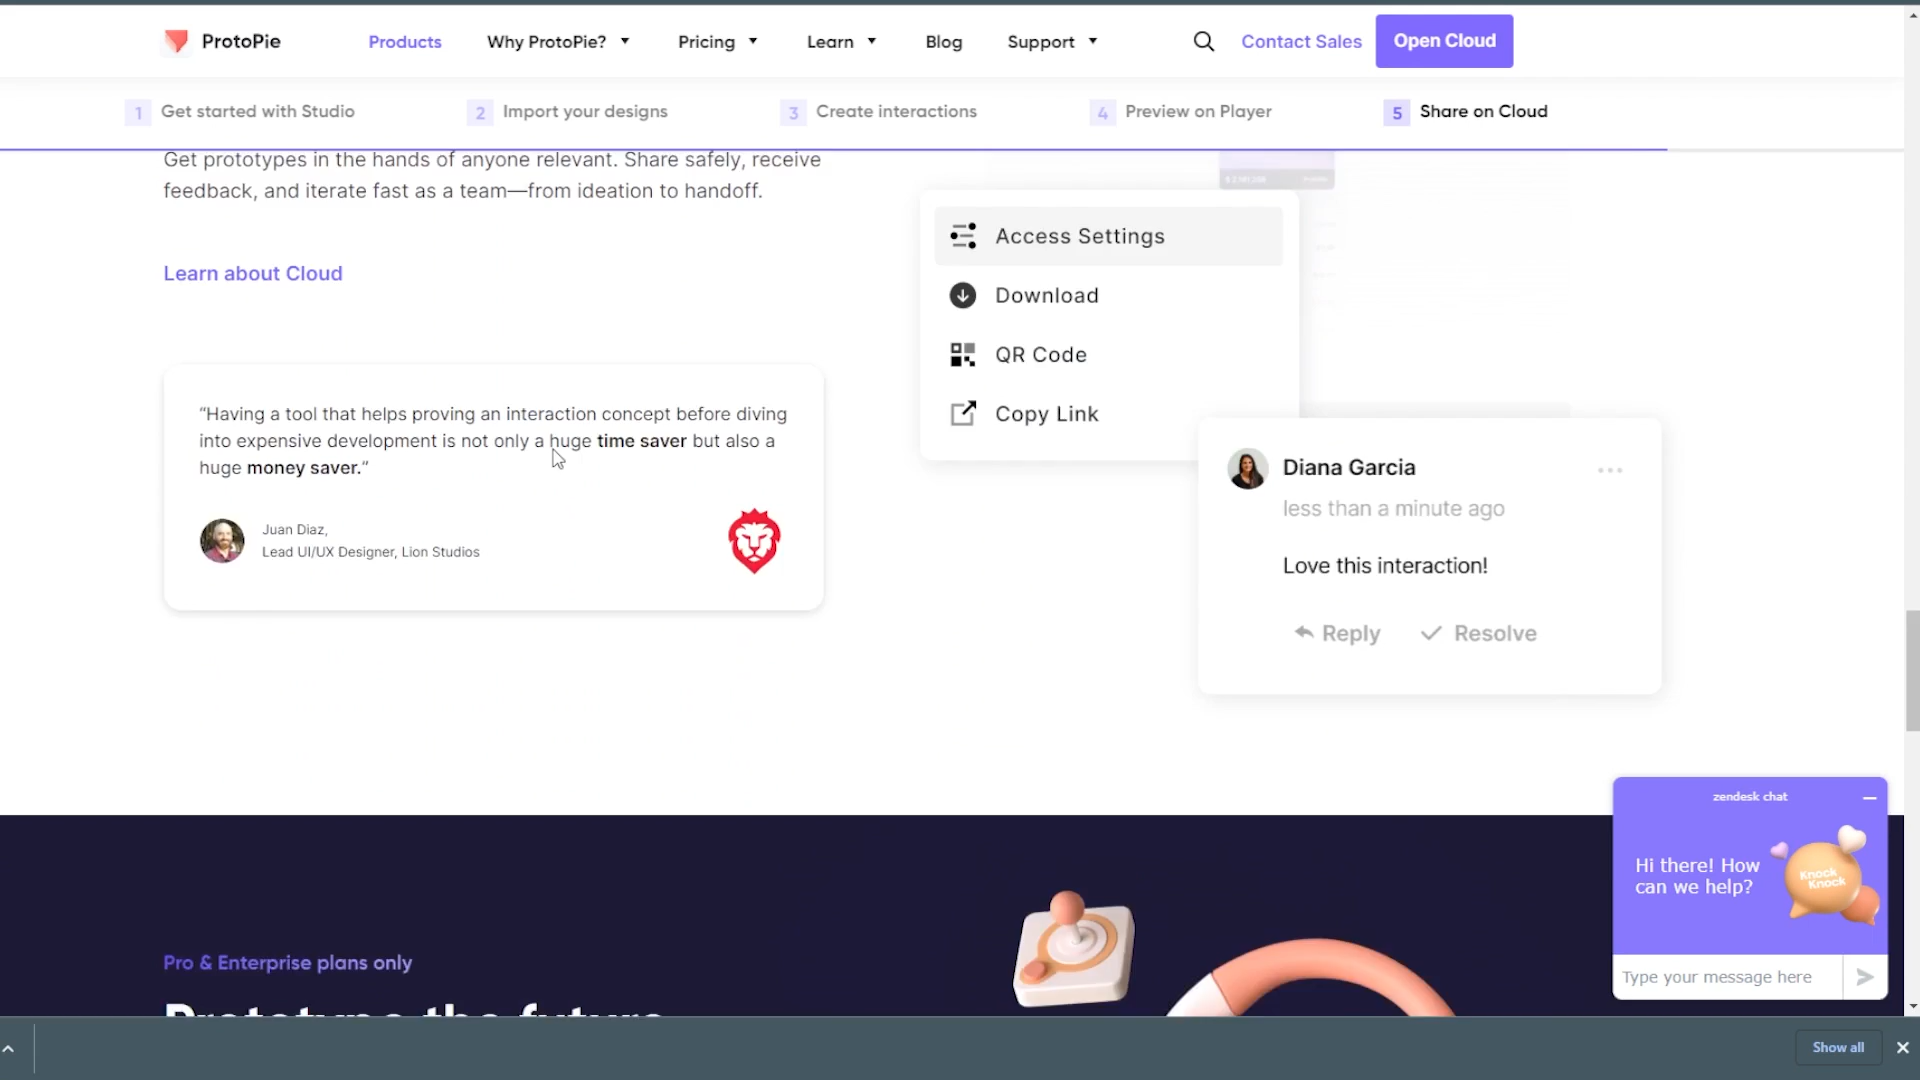 ProtoPie
Products
Why ProtoPie?
Pricing
Learn
Blog
Support
Contact Sales
Open Cloud
1 Get started with Studio
2 Import your designs
3 Create interactions
4 Preview on Player
5 Share on Cloud
Get prototypes in the hands of anyone relevant. Share safely, receive
feedback, and iterate fast as a team—from ideation to handoff.
Learn about Cloud
“Having a tool that helps proving an interaction concept before diving
into expensive development is not only a huge time saver but also a
huge money saver.”
Juan Diaz,
Lead UI/UX Designer, Lion Studios
Access Settings
Download
QR Code
Copy Link
Diana Garcia
less than a minute ago
Love this interaction!
Reply
Resolve
Pro & Enterprise plans only
Prototype the future
zendesk chat
Hi there! How
can we help?
Knock
Knock
Type your message here
Show all